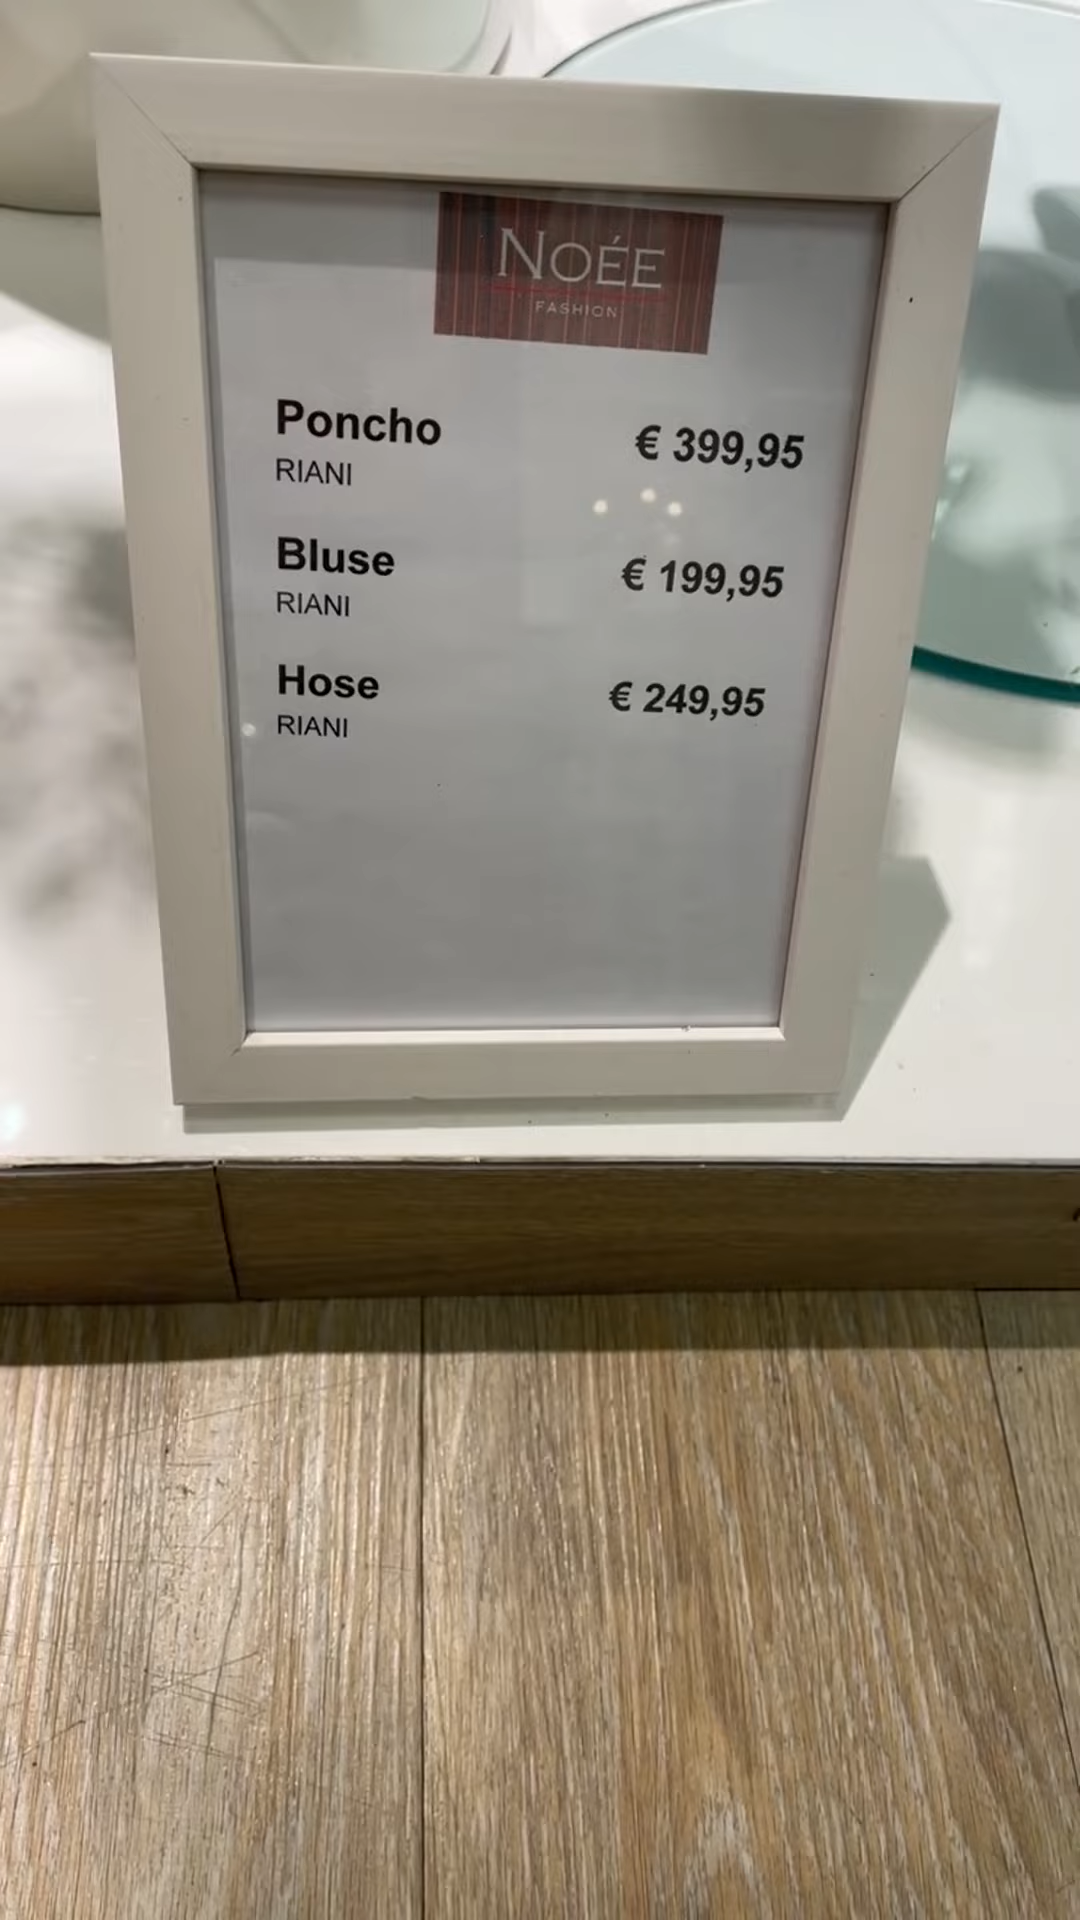 NOÉE
FASHION
Poncho € 399,95
RIANI
Bluse € 199,95
RIANI
Hose € 249,95
RIANI